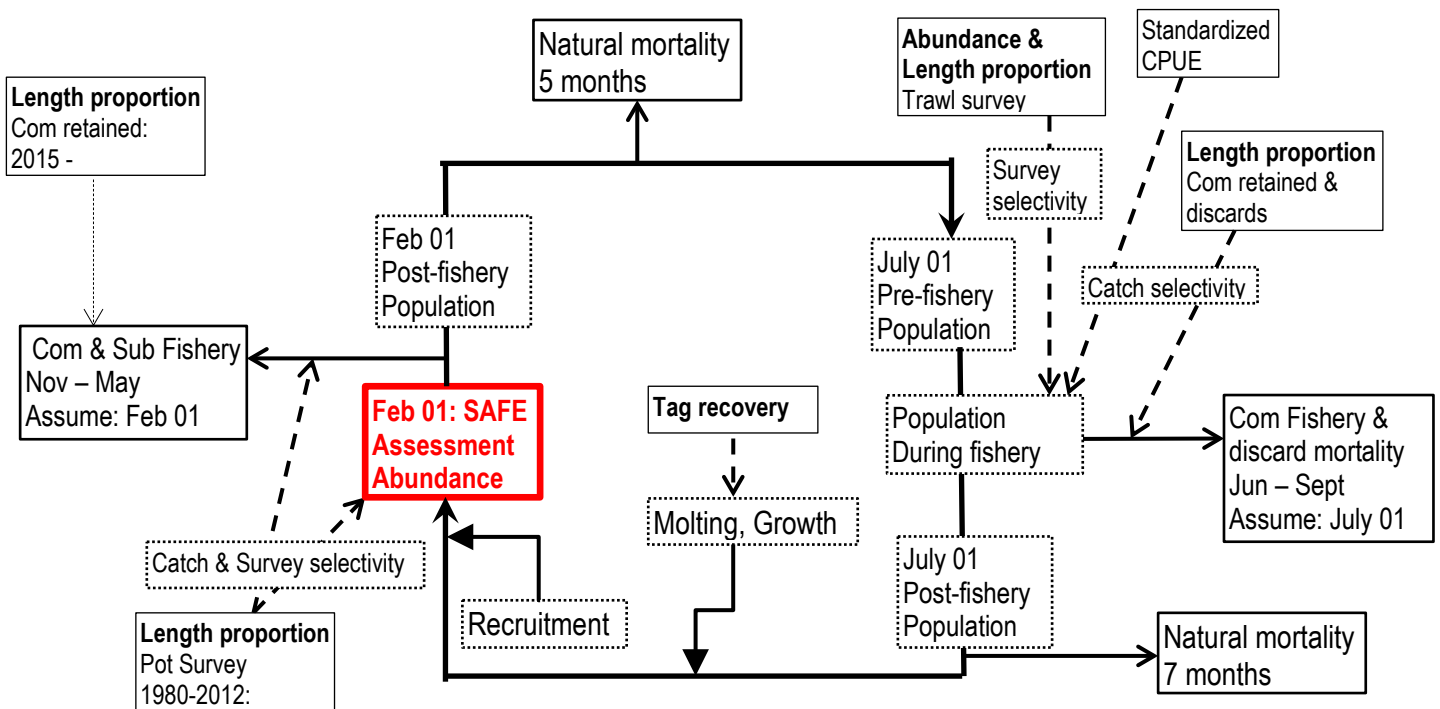 Natural mortality
5 months
Abundance &
Length proportion
Trawl survey
Standardized
CPUE
Length proportion
Com retained:
2015 -
Length proportion
Com retained &
discards
Survey
selectivity
Feb 01
Post-fishery
Population
July 01
Pre-fishery
Population
Catch selectivity
Com & Sub Fishery
Nov – May
Assume: Feb 01
Feb 01: SAFE
Assessment
Abundance
Tag recovery
Population
During fishery
Com Fishery &
discard mortality
Jun – Sept
Assume: July 01
Molting, Growth
Catch & Survey selectivity
July 01
Post-fishery
Population
Recruitment
Length proportion
Pot Survey
1980-2012:
Natural mortality
7 months